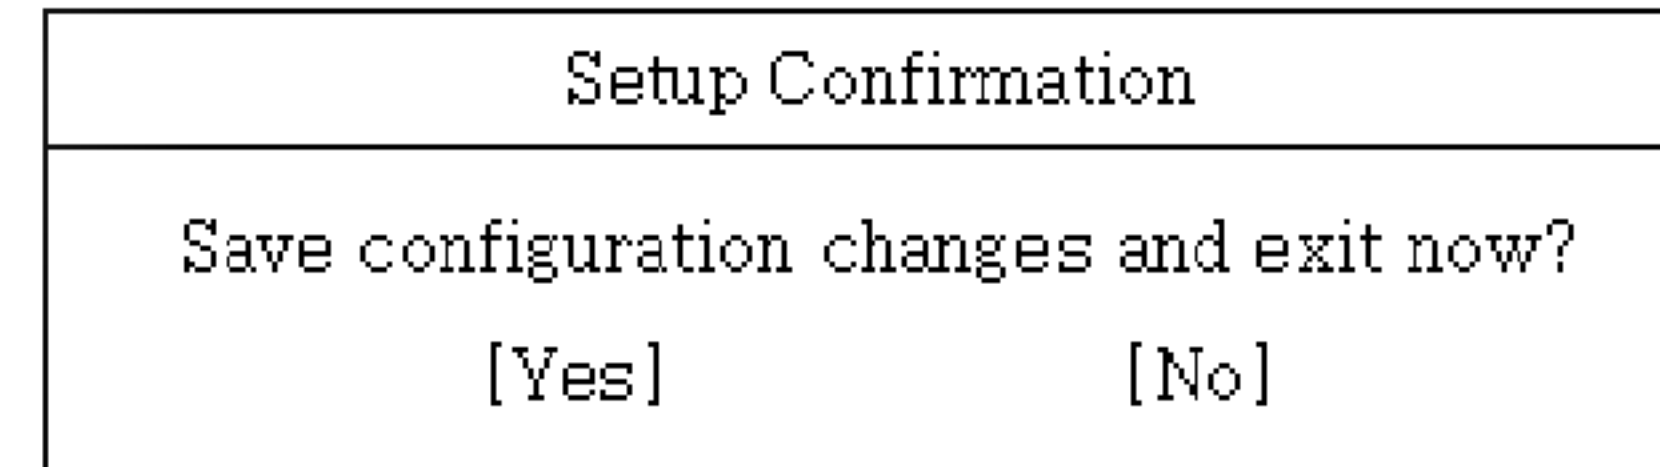 Setup Confirmation
Save configuration changes and exit now?
[Yes] [No]